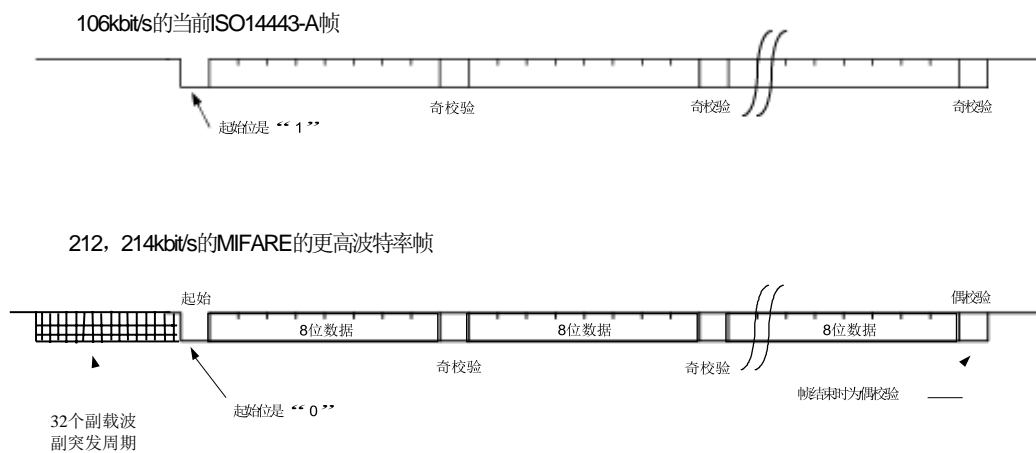 106kbit/s的当前ISO14443-A帧
奇校验
奇校验
奇校验
起始位是“1”
212，214kbit/s的MIFARE的更高波特率帧
起始
偶校验
8位数据
8位数据
8位数据
奇校验
奇校验
帧结束时为偶校验
起始位是“0”
32个副载波
副突发周期